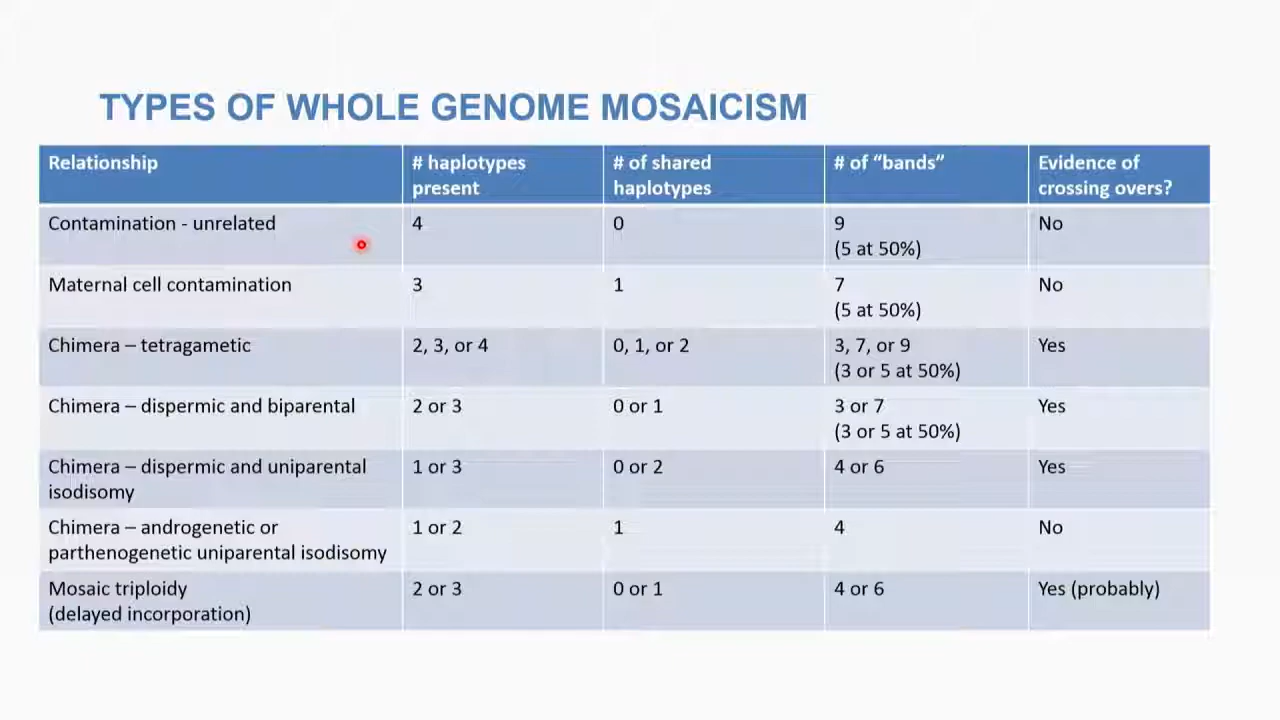 TYPES OF WHOLE GENOME MOSAICISM
Relationship
# haplotypes
present
# of shared
haplotypes
# of “bands”
Evidence of
crossing overs?
Contamination - unrelated
4
0
9
(5 at 50%)
No
Maternal cell contamination
3
1
7
(5 at 50%)
No
Chimera – tetragametic
2, 3, or 4
0, 1, or 2
3, 7, or 9
(3 or 5 at 50%)
Yes
Chimera – dispermic and biparental
2 or 3
0 or 1
3 or 7
(3 or 5 at 50%)
Yes
Chimera – dispermic and uniparental
isodisomy
1 or 3
0 or 2
4 or 6
Yes
Chimera – androgenetic or
parthenogenetic uniparental isodisomy
1 or 2
1
4
No
Mosaic triploidy
(delayed incorporation)
2 or 3
0 or 1
4 or 6
Yes (probably)